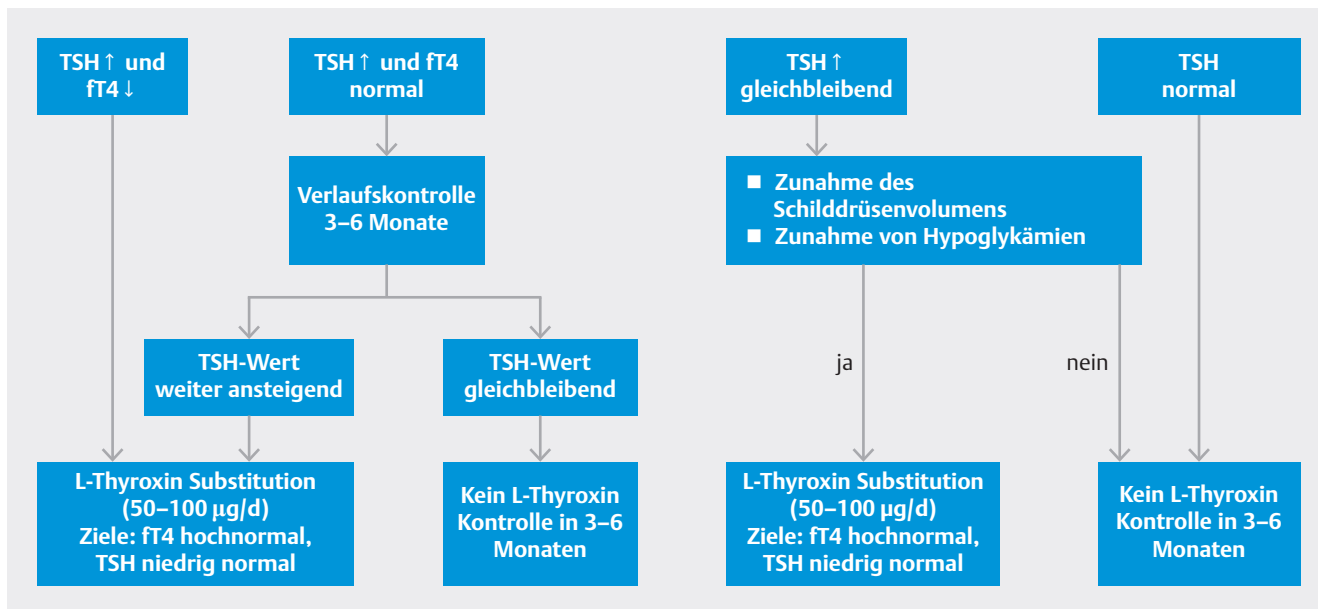 TSH ↑ und
fT4 ↓
TSH ↑ und fT4
normal
TSH ↑
gleichbleibend
TSH
normal
Verlaufskontrolle
3–6 Monate
■ Zunahme des
Schilddrüsenvolumens
■ Zunahme von Hypoglykämien
TSH-Wert
weiter ansteigend
TSH-Wert
gleichbleibend
ja
nein
L-Thyroxin Substitution
(50–100 µg/d)
Ziele: fT4 hochnormal,
TSH niedrig normal
Kein L-Thyroxin
Kontrolle in 3–6
Monaten
L-Thyroxin Substitution
(50–100 µg/d)
Ziele: fT4 hochnormal,
TSH niedrig normal
Kein L-Thyroxin
Kontrolle in 3–6
Monaten